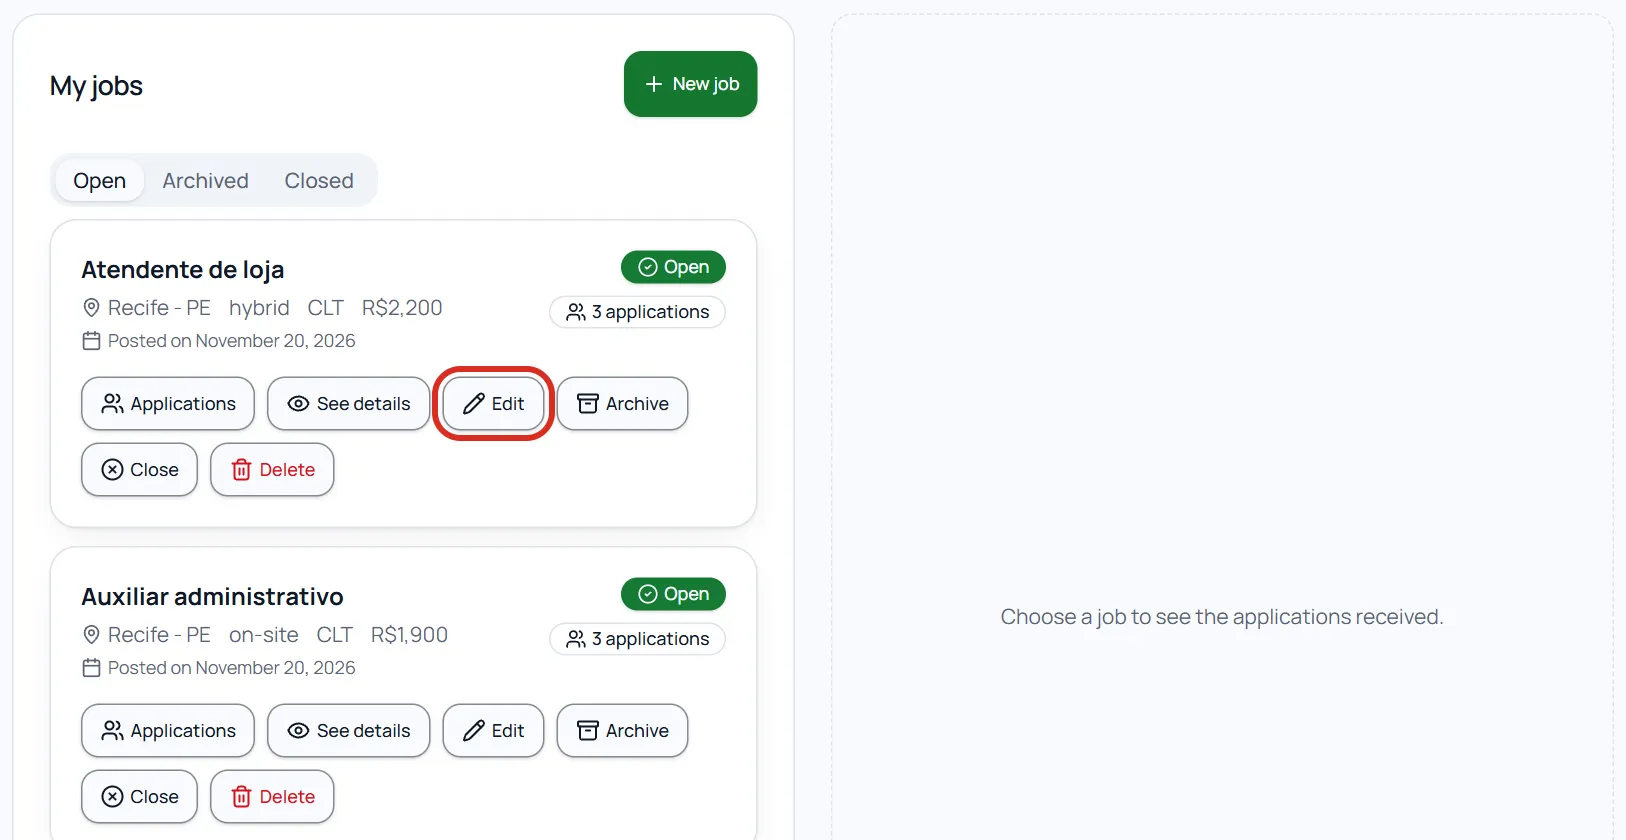 My jobs
New job
Open Archived Closed
Atendente de loja
Open
Recife - PE hybrid CLT R$2,200
3 applications
Posted on November 20, 2026
Applications See details Edit Archive
Close Delete
Auxiliar administrativo
Open
Recife - PE on-site CLT R$1,900
3 applications
Posted on November 20, 2026
Applications See details Edit Archive
Close Delete
Choose a job to see the applications received.